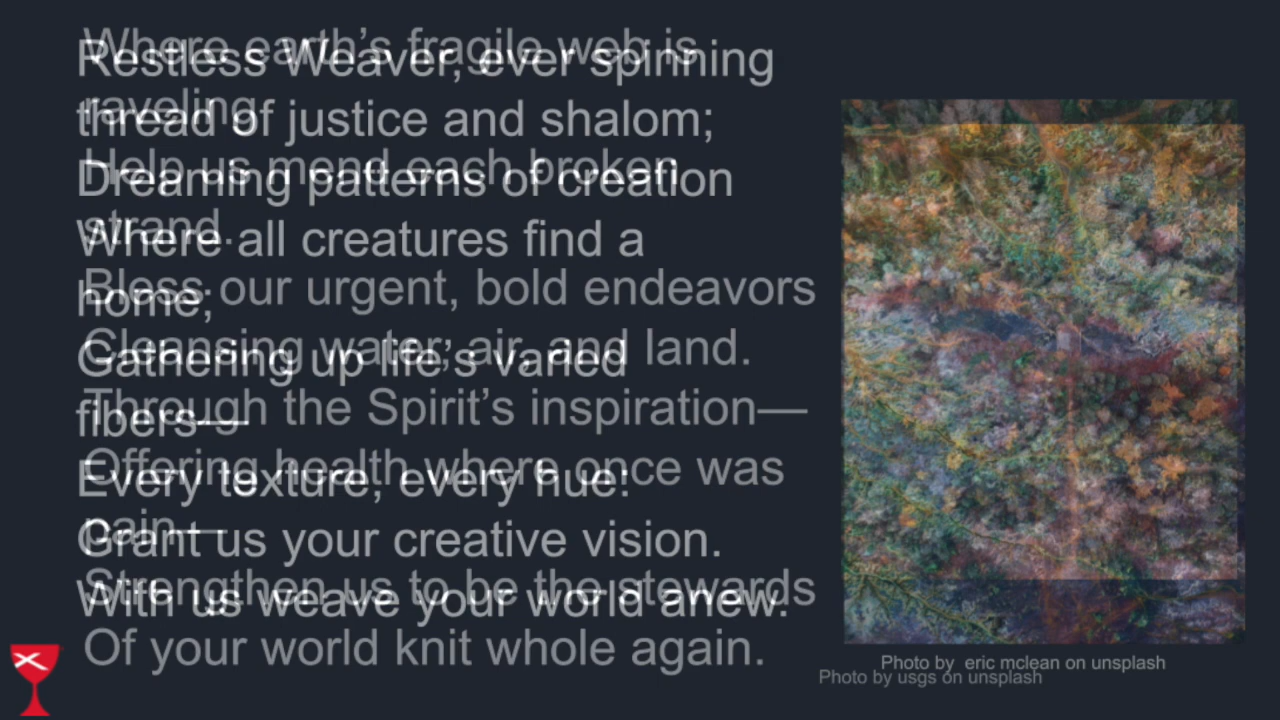 Restless Weaver, ever spinning
thread of justice and shalom;
Dreaming patterns of creation
Where all creatures find a
home;
Gathering up life's varied
fibers—
Every texture, every hue:
Grant us your creative vision.
With us weave your world anew.
Where earth's fragile web is
raveling
Help us mend each broken
strand.
Bless our urgent, bold endeavors
Cleansing water, air, and land.
Through the Spirit's inspiration—
Offering health where once was
pain—
Strengthen us to be the stewards
Of your world knit whole again.
Photo by eric mclean on unsplash
Photo by usgs on unsplash